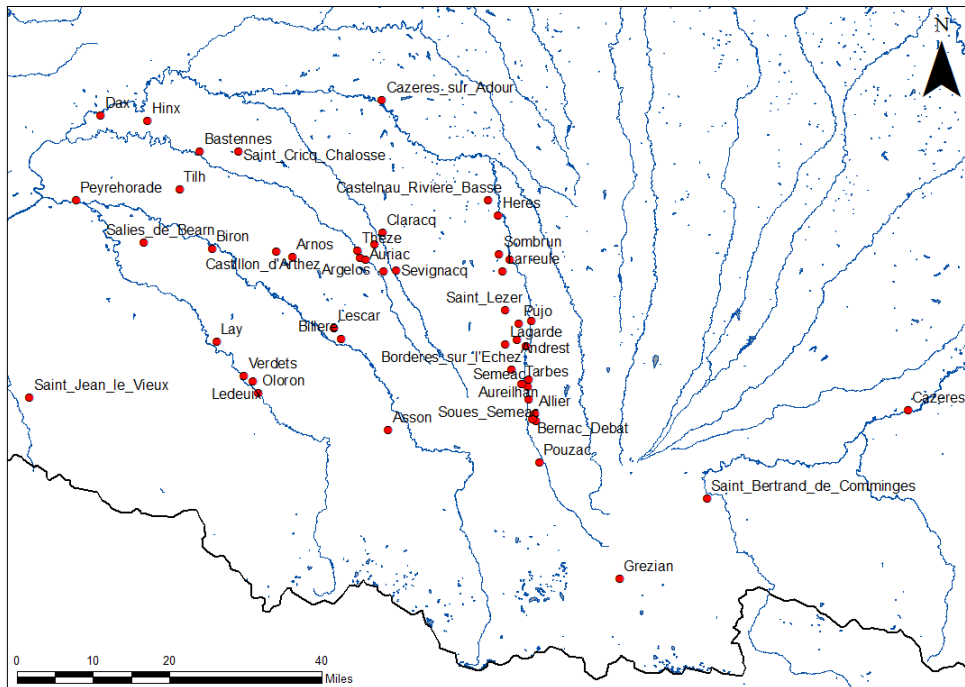 N
Cazeres_sur_Adour
Dax
Hinx
Bastennes
Saint_Cricq_Chalosse
Tilh
Peyrehorade
Castelnau_Riviere_Basse
Heres
Claracq
Salies_de_Bearn
Biron
Arnos
Theze
Castillon_d'Arthez
Auriac
Argelos
Sevignacq
Sombrun
Larreule
Saint_Lezer
Pujo
Lescar
Billere
Lay
Lagarde
Andrest
Borderes_sur_l'Echez
Verdets
Oloron
Ledeuix
Semeac
Tarbes
Aureilhan
Allier
Saint_Jean_le_Vieux
Cazeres
Asson
Soues_Semeac
Bernac_Debat
Pouzac
Saint_Bertrand_de_Comminges
Grezian
0 10 20 40
Miles